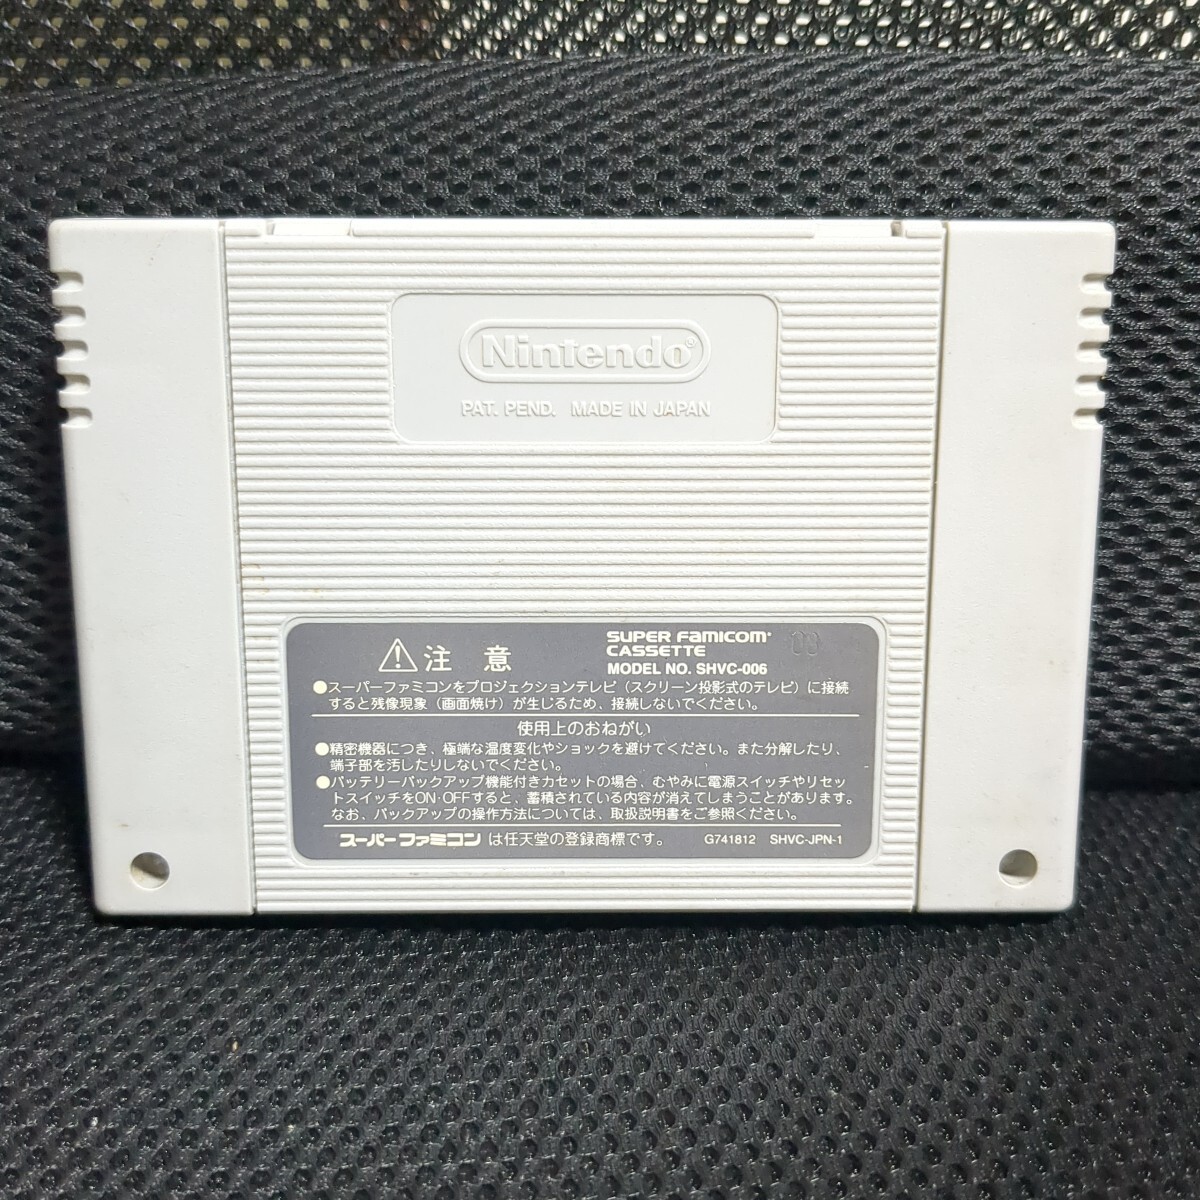 Nintendo®
PAT. PEND. MADE IN JAPAN
⚠注意
SUPER FAMICOM
CASSETTE
MODEL NO. SHVC-006
●スーパーファミコンをプロジェクションテレビ（スクリーン投影式のテレビ）に接続
すると残像現象（画面焼け）が生じるため、接続しないでください。
使用上のおねがい
●精密機器につき、極端な温度変化やショックを避けてください。また分解したり、
端子部を汚したりしないでください。
●バッテリーバックアップ機能付きカセットの場合、むやみに電源スイッチやリセッ
トスイッチをON・OFFすると、蓄積されている内容が消えてしまうことがあります。
なお、バックアップの操作方法については、取扱説明書をご参照ください。
スーパーファミコン は任天堂の登録商標です。 G741812 SHVC-JPN-1